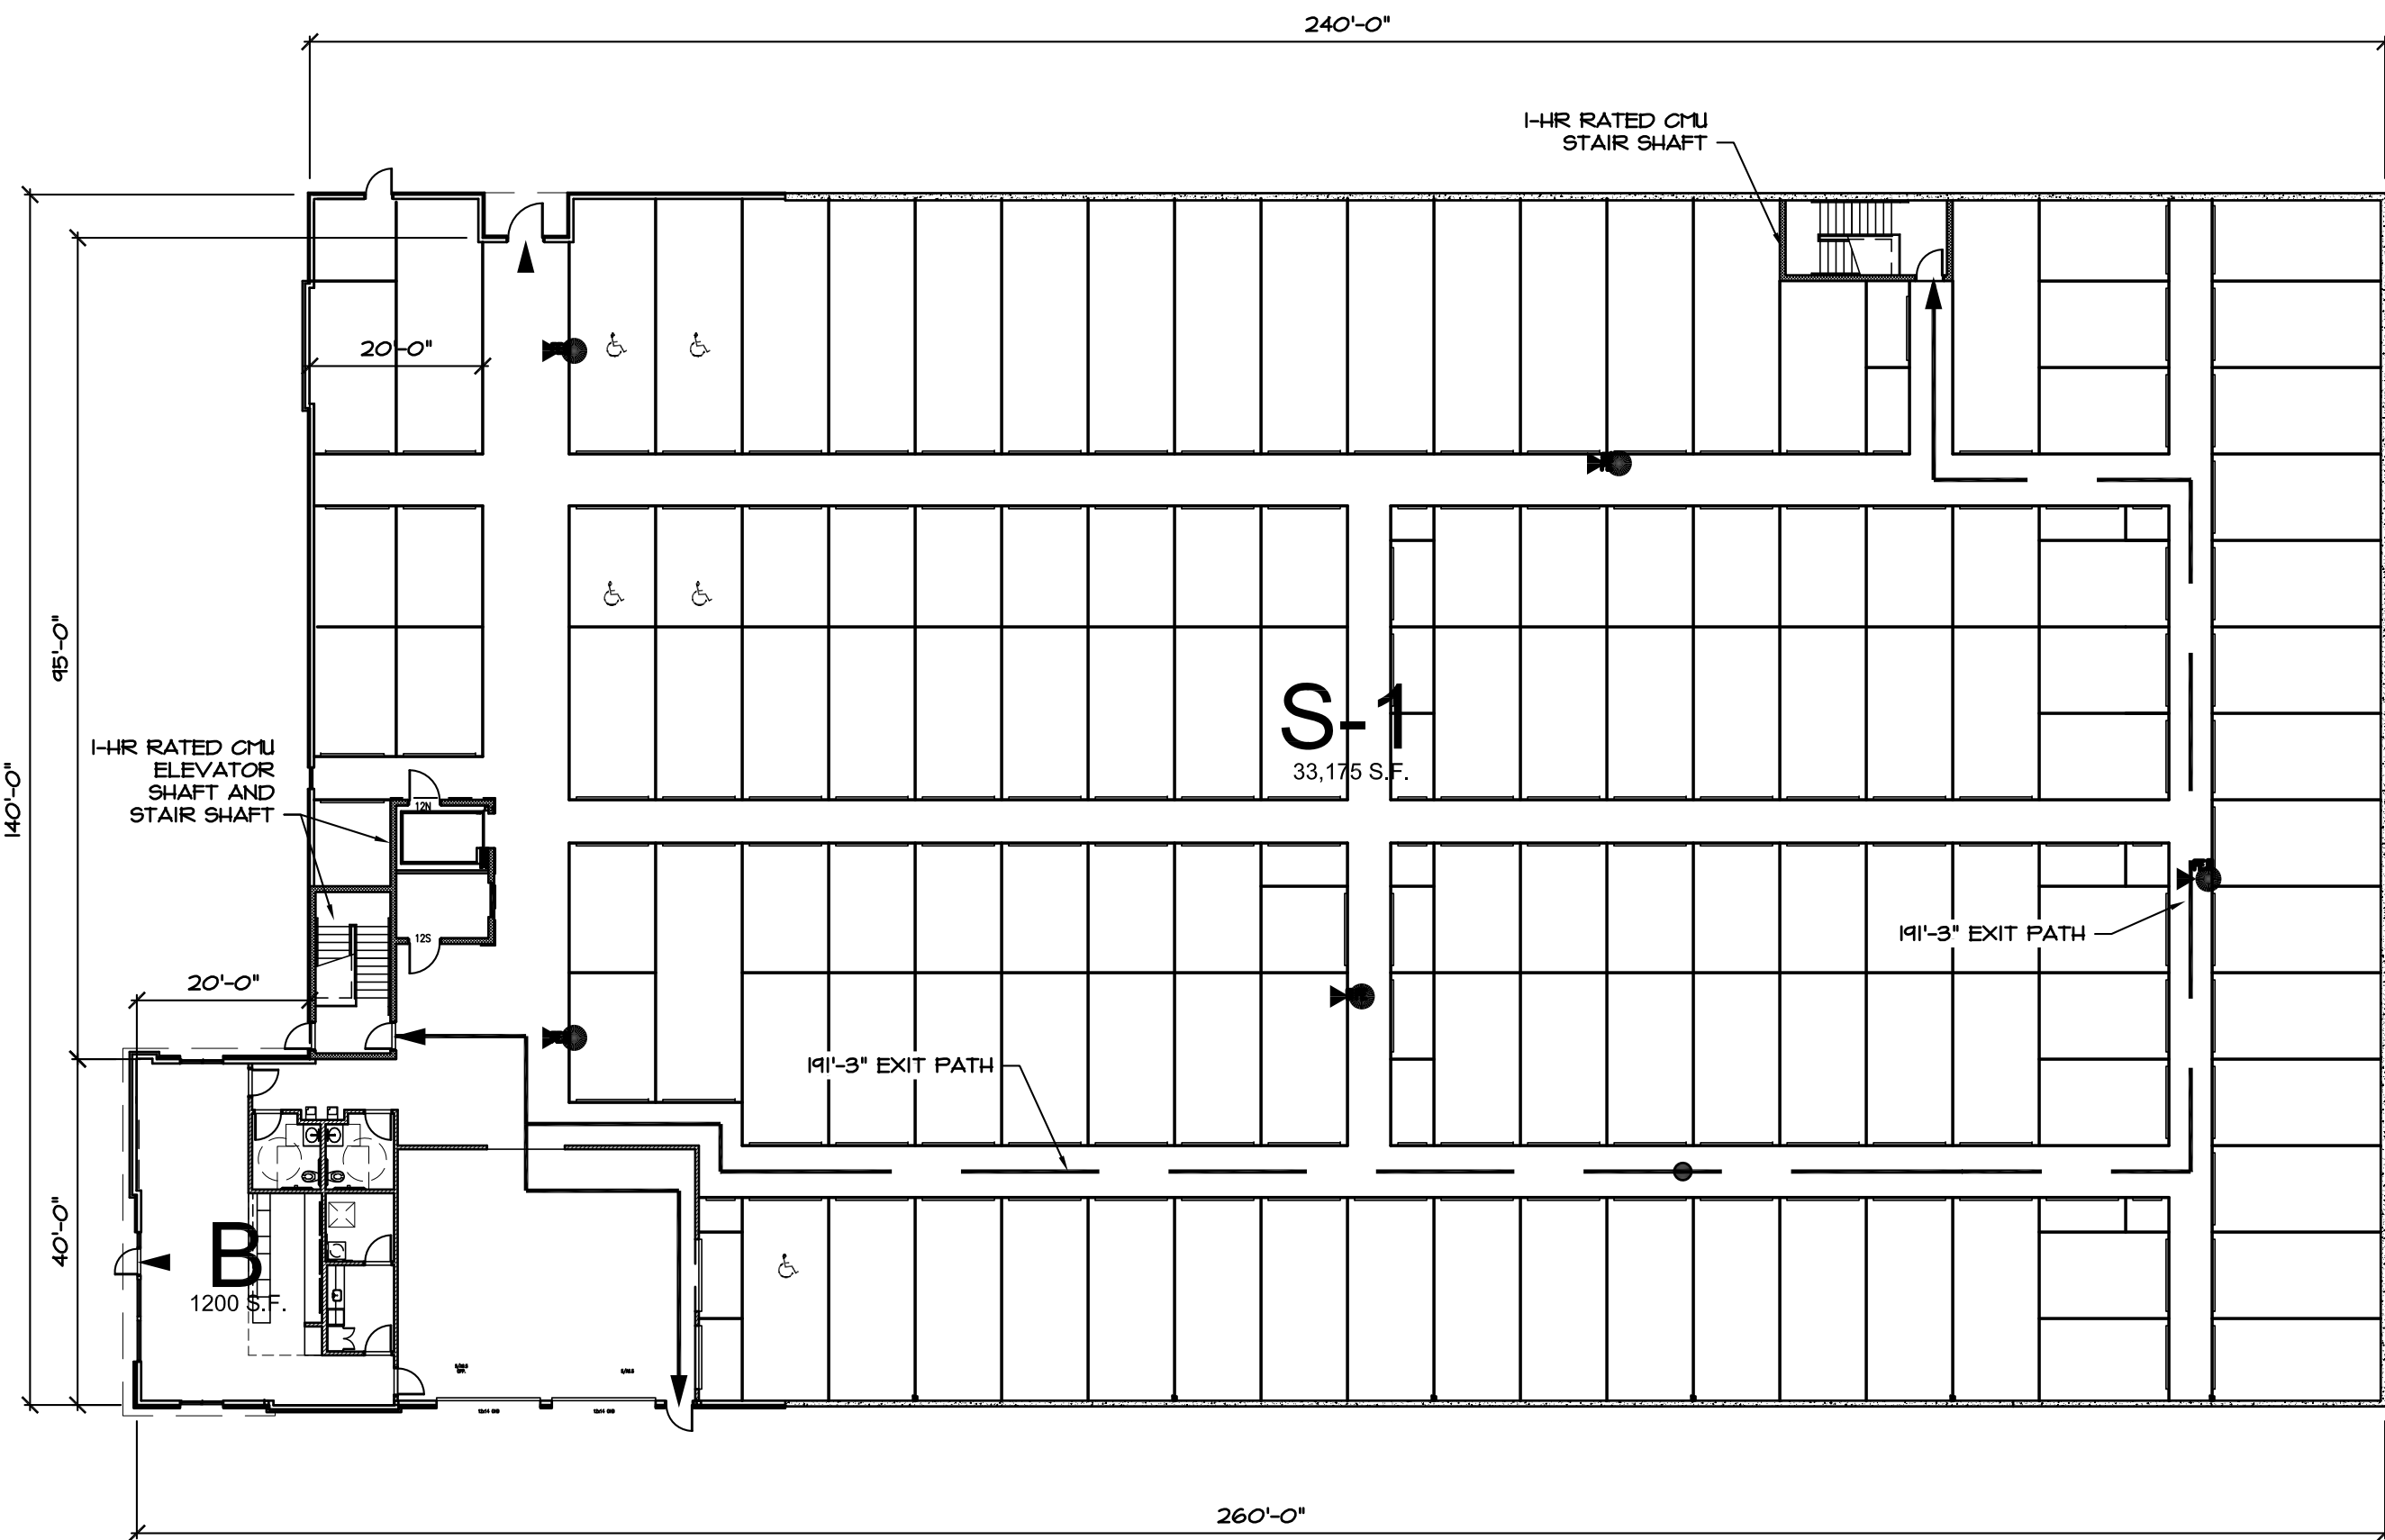 240'-0"
1-HR RATED CMU
STAIR SHAFT
20'-0"
95'-0"
140'-0"
S-1
33,175 S.F.
1-HR RATED CMU
ELEVATOR
SHAFT AND
STAIR SHAFT
12N
12S
191'-3" EXIT PATH
20'-0"
191'-3" EXIT PATH
40'-0"
B
1200 S.F.
260'-0"